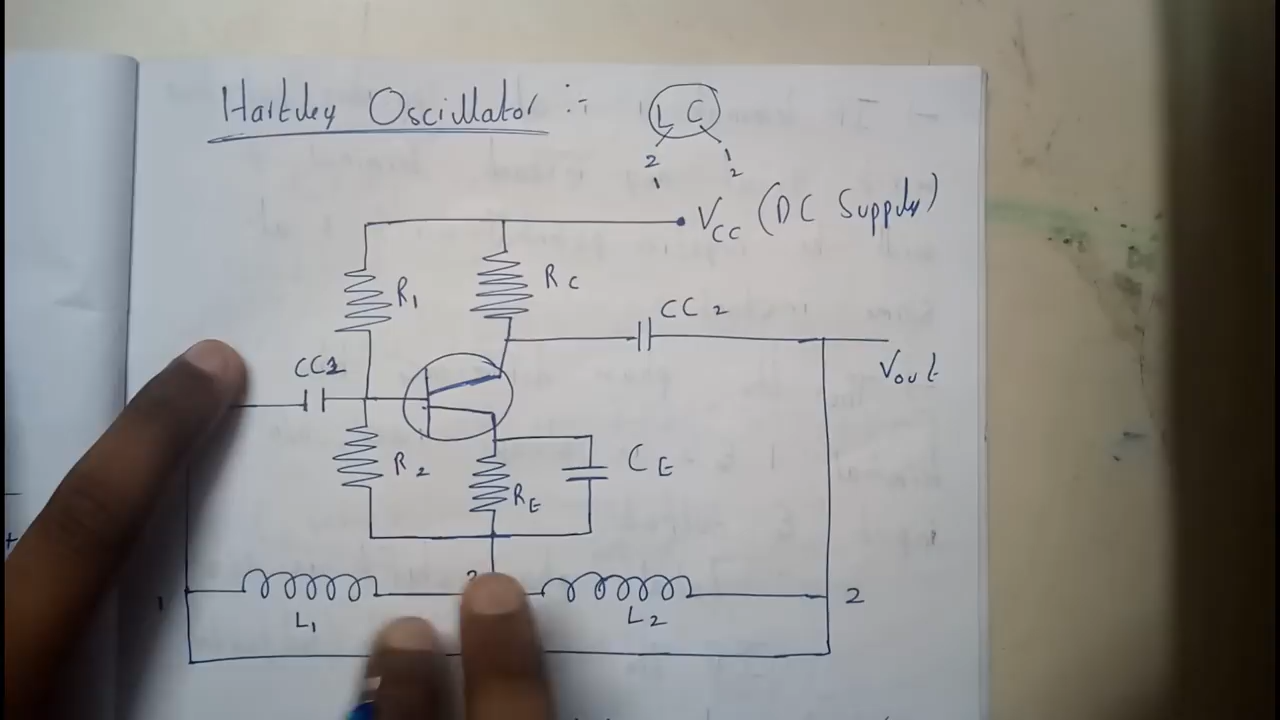 Hartley Oscillator :-
L C
2 1
1 2
VCC (DC Supply)
R1
RC
CC2
CC1
Vout
R2
RE
CE
1
2
L1
L2
+